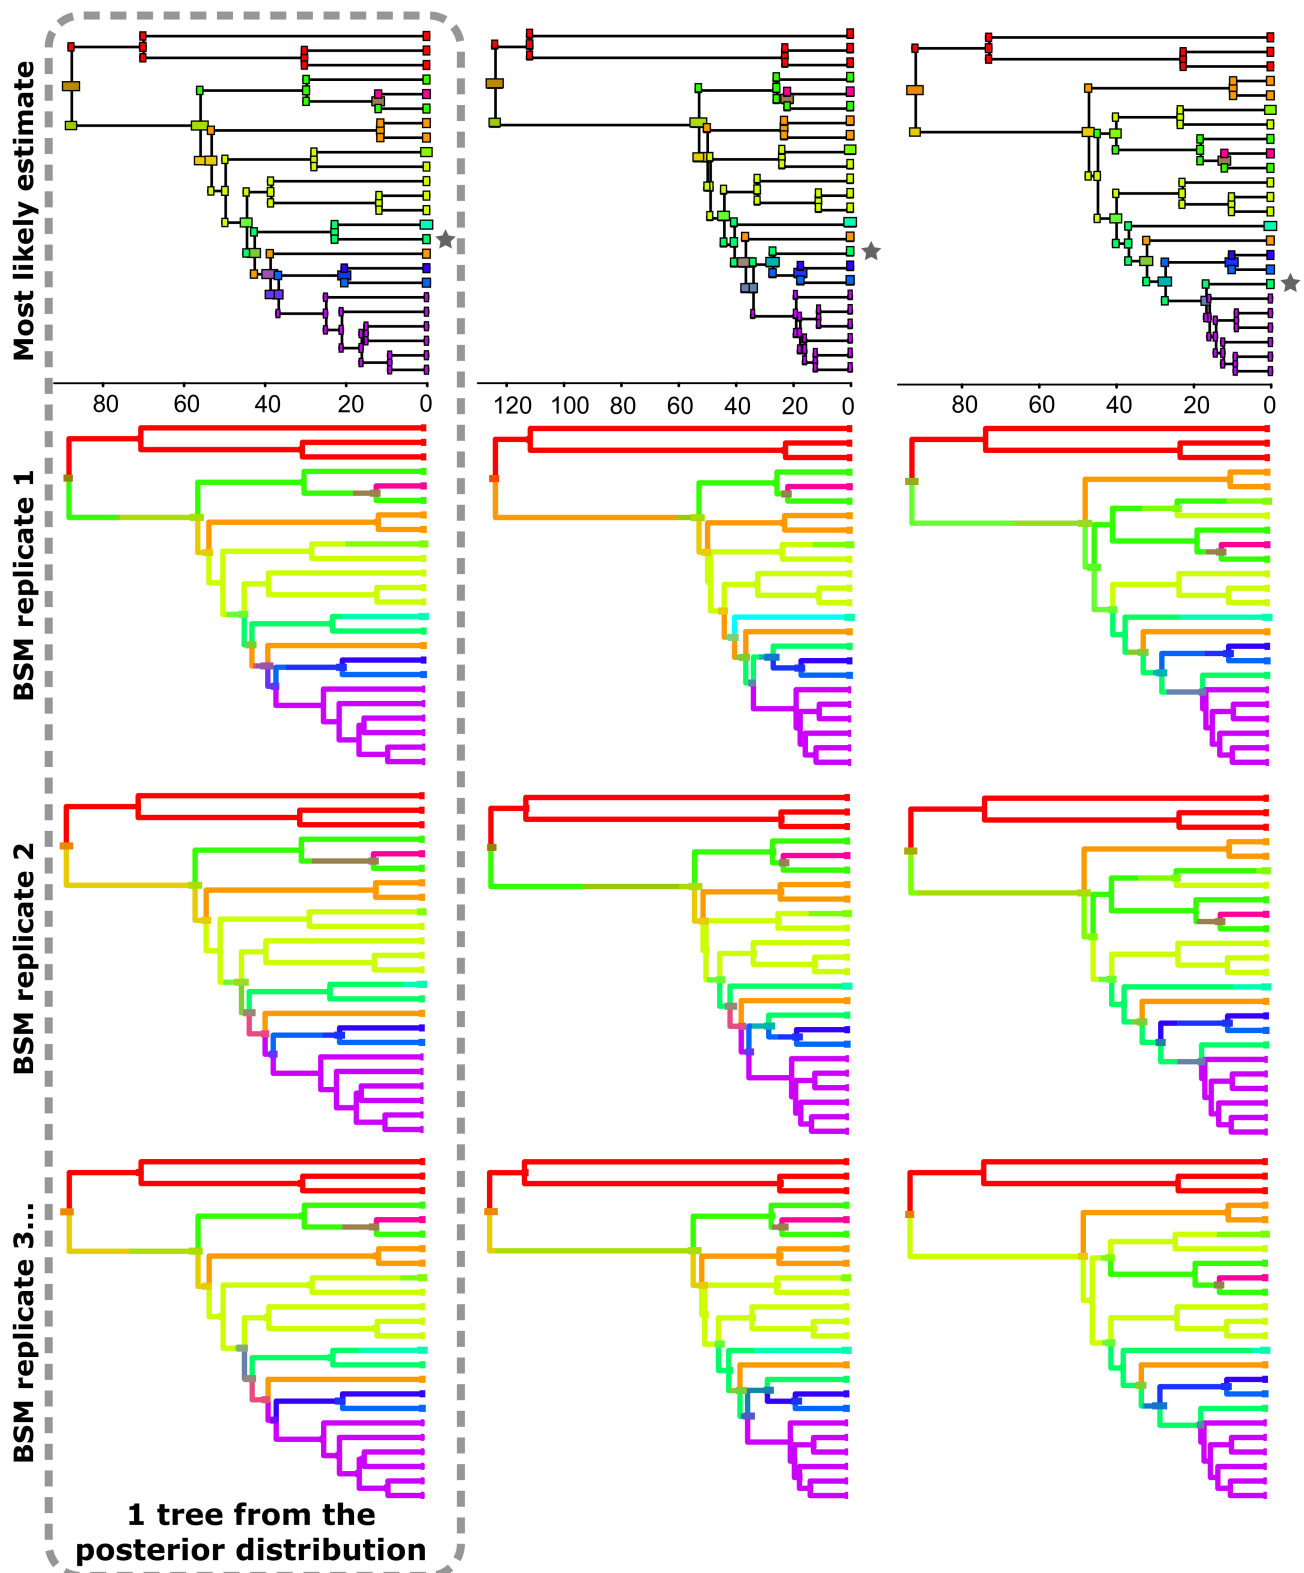 Most likely estimate
80 60 40 20 0
120 100 80 60 40 20 0
80 60 40 20 0
BSM replicate 1
BSM replicate 2
BSM replicate 3...
1 tree from the
posterior distribution